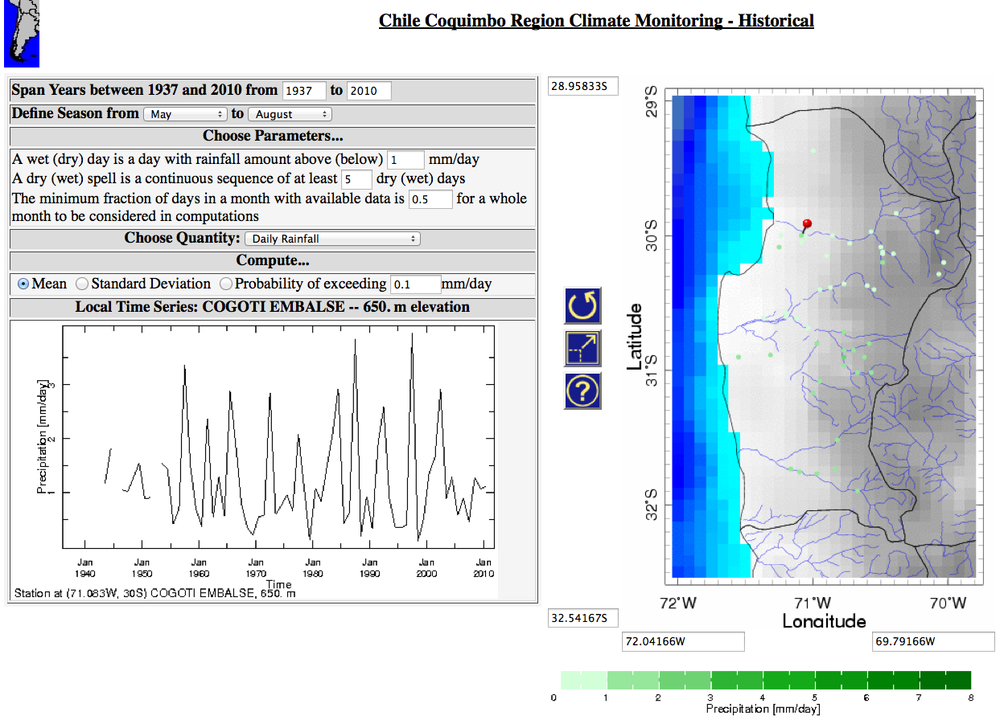 Chile Coquimbo Region Climate Monitoring - Historical
Span Years between 1937 and 2010 from 1937 to 2010
Define Season from May to August
Choose Parameters...
A wet (dry) day is a day with rainfall amount above (below) 1 mm/day
A dry (wet) spell is a continuous sequence of at least 5 dry (wet) days
The minimum fraction of days in a month with available data is 0.5 for a whole
month to be considered in computations
Choose Quantity: Daily Rainfall
Compute...
Mean Standard Deviation Probability of exceeding 0.1 mm/day
Local Time Series: COGOTI EMBALSE -- 650. m elevation
Precipitation [mm/day]
3
2
1
Jan Jan Jan Jan Jan Jan Jan Jan
1940 1950 1960 1970 1980 1990 2000 2010
Time
Station at (71.083W, 30S) COGOTI EMBALSE, 650. m
?
28.95833S
32.54167S
Latitude
29°S
30°S
31°S
32°S
72°W 71°W 70°W
Longitude
72.04166W 69.79166W
0 1 2 3 4 5 6 7 8
Precipitation [mm/day]